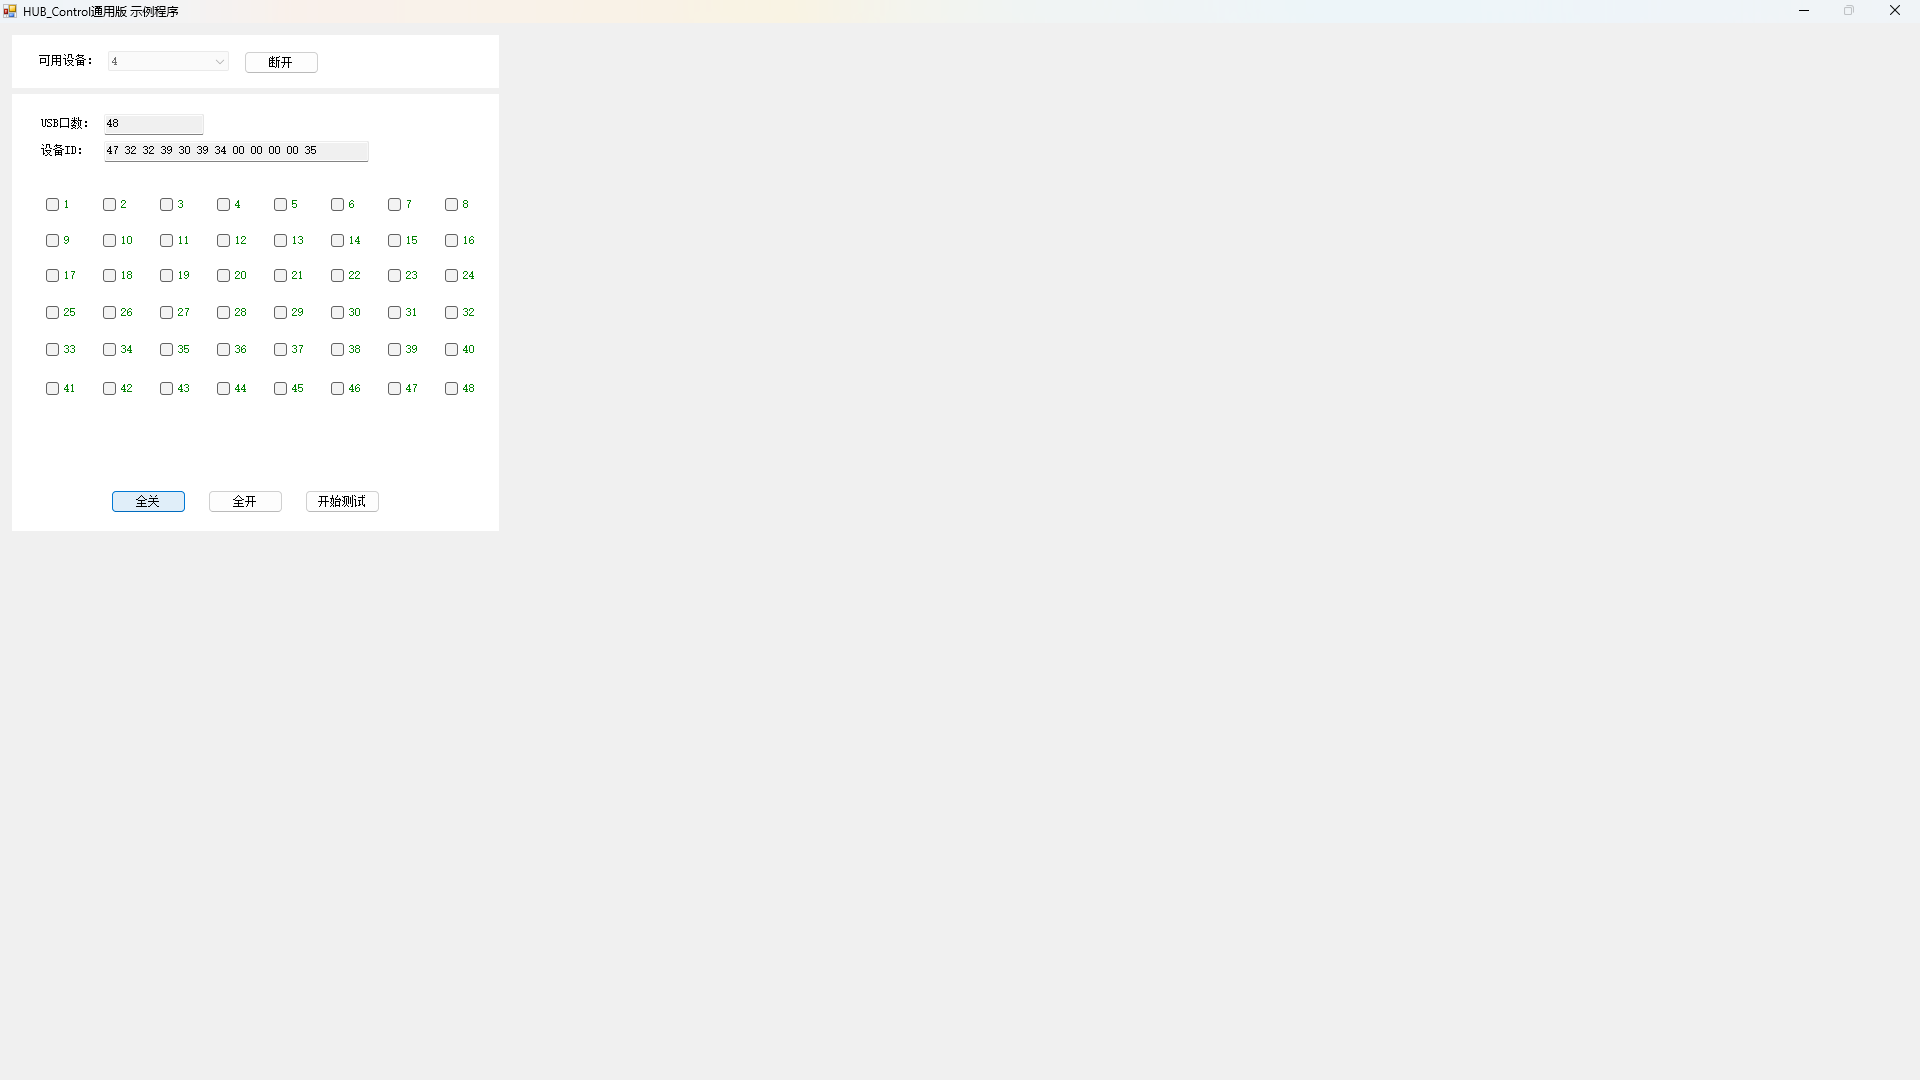 HUB_Control通用版 示例程序
可用设备： 4 断开
USB口数： 48
设备ID： 47 32 32 39 30 39 34 00 00 00 00 35
1 2 3 4 5 6 7 8
9 10 11 12 13 14 15 16
17 18 19 20 21 22 23 24
25 26 27 28 29 30 31 32
33 34 35 36 37 38 39 40
41 42 43 44 45 46 47 48
全关 全开 开始测试